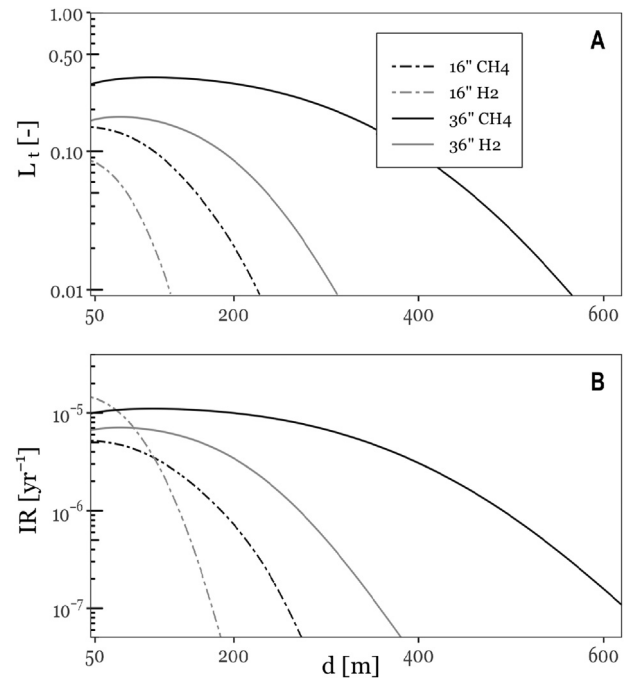 1.00
0.50
0.10
0.01
L t [-]
A
16" CH4
16" H2
36" CH4
36" H2
50
200
400
600
B
10⁻⁵
10⁻⁶
10⁻⁷
IR [yr⁻¹]
50
200
400
600
d [m]